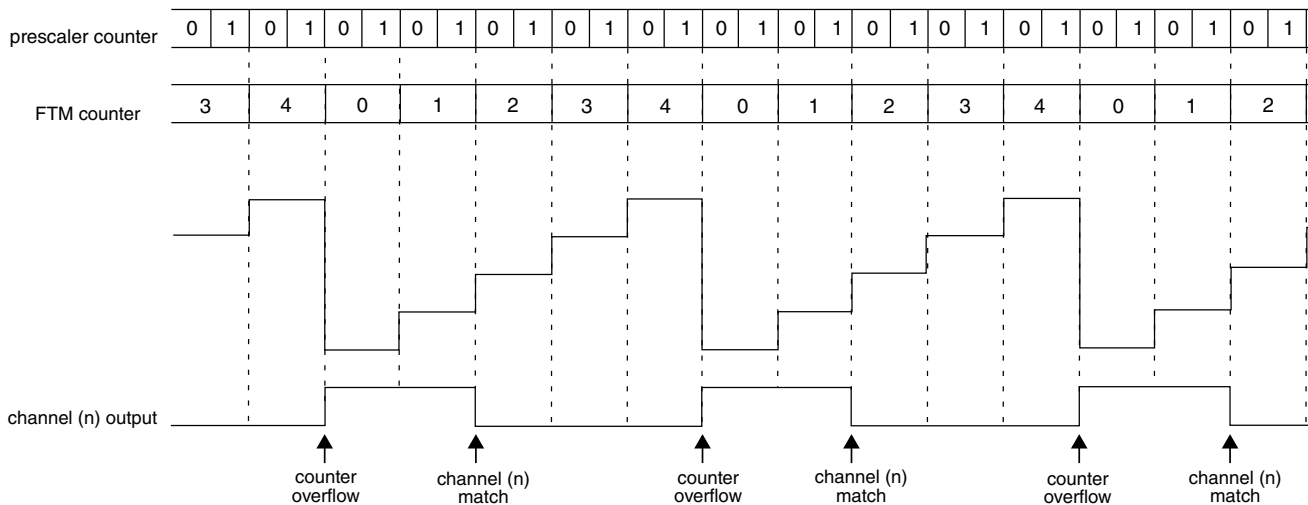 prescaler counter 0 1 0 1 0 1 0 1 0 1 0 1 0 1 0 1 0 1 0 1 0 1 0 1 0 1 0 1 0 1
FTM counter 3 4 0 1 2 3 4 0 1 2 3 4 0 1 2
channel (n) output
counter overflow
channel (n) match
counter overflow
channel (n) match
counter overflow
channel (n) match